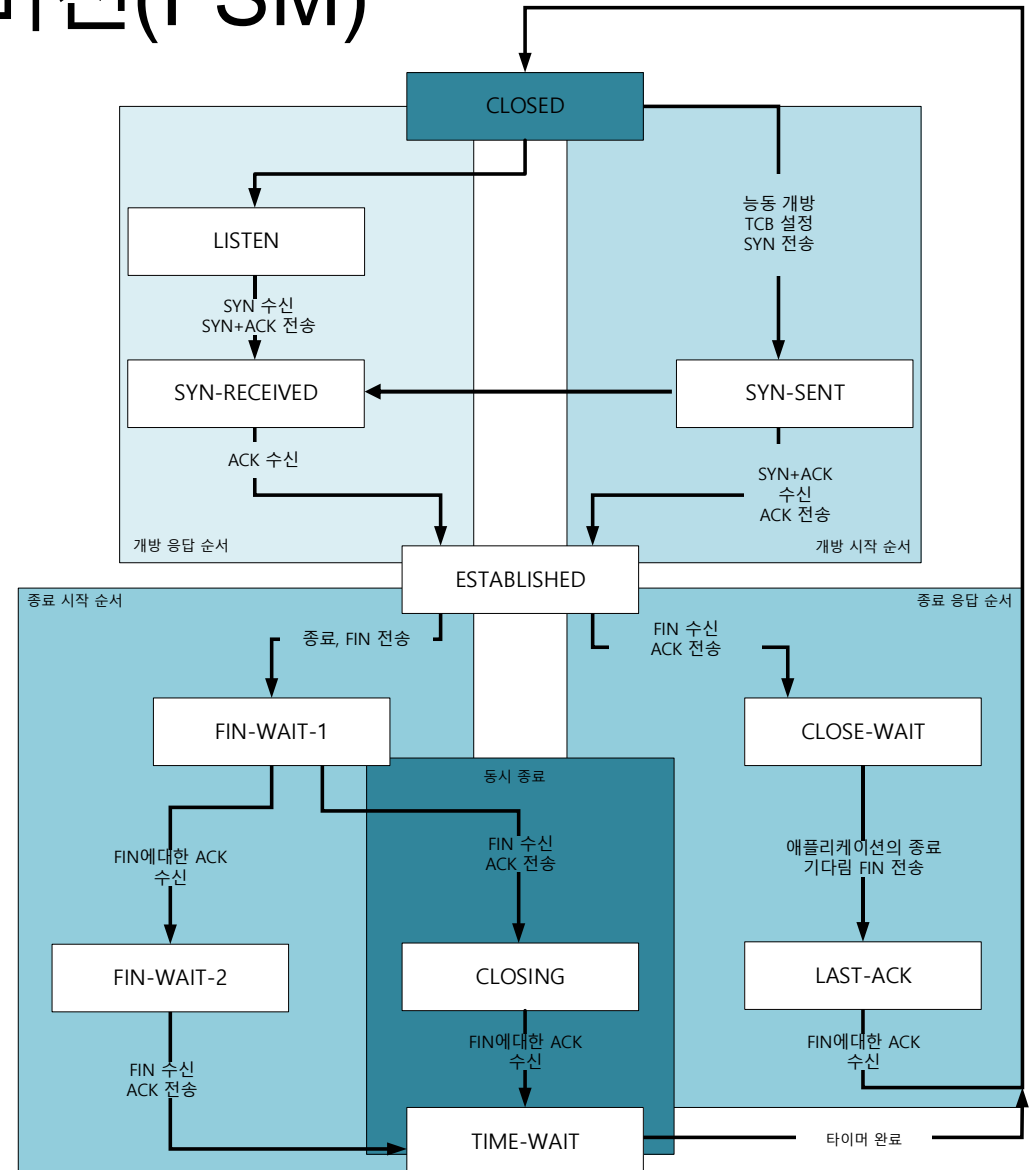 (FSM)
CLOSED
능동 개방
TCB 설정
SYN 전송
LISTEN
SYN 수신
SYN+ACK 전송
SYN-RECEIVED
SYN-SENT
ACK 수신
SYN+ACK
수신
ACK 전송
개방 응답 순서
개방 시작 순서
ESTABLISHED
종료 시작 순서
종료 응답 순서
종료, FIN 전송
FIN 수신
ACK 전송
FIN-WAIT-1
CLOSE-WAIT
동시 종료
FIN에대한 ACK
수신
FIN 수신
ACK 전송
애플리케이션의 종료
기다림 FIN 전송
FIN-WAIT-2
CLOSING
LAST-ACK
FIN 수신
ACK 전송
FIN에대한 ACK
수신
FIN에대한 ACK
수신
TIME-WAIT
타이머 완료